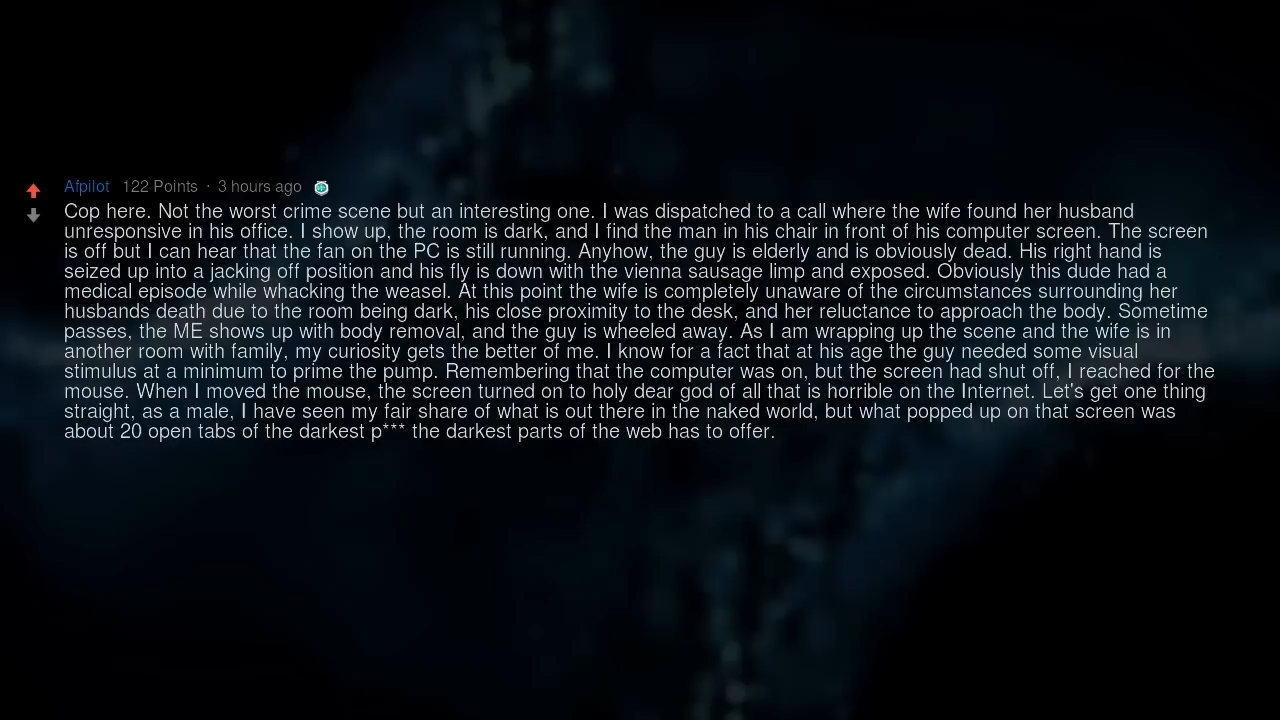 Afpilot 122 Points · 3 hours ago
Cop here. Not the worst crime scene but an interesting one. I was dispatched to a call where the wife found her husband
unresponsive in his office. I show up, the room is dark, and I find the man in his chair in front of his computer screen. The screen
is off but I can hear that the fan on the PC is still running. Anyhow, the guy is elderly and is obviously dead. His right hand is
seized up into a jacking off position and his fly is down with the vienna sausage limp and exposed. Obviously this dude had a
medical episode while whacking the weasel. At this point the wife is completely unaware of the circumstances surrounding her
husbands death due to the room being dark, his close proximity to the desk, and her reluctance to approach the body. Sometime
passes, the ME shows up with body removal, and the guy is wheeled away. As I am wrapping up the scene and the wife is in
another room with family, my curiosity gets the better of me. I know for a fact that at his age the guy needed some visual
stimulus at a minimum to prime the pump. Remembering that the computer was on, but the screen had shut off, I reached for the
mouse. When I moved the mouse, the screen turned on to holy dear god of all that is horrible on the Internet. Let's get one thing
straight, as a male, I have seen my fair share of what is out there in the naked world, but what popped up on that screen was
about 20 open tabs of the darkest p*** the darkest parts of the web has to offer.